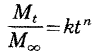 M_t / M_∞ = kt^n